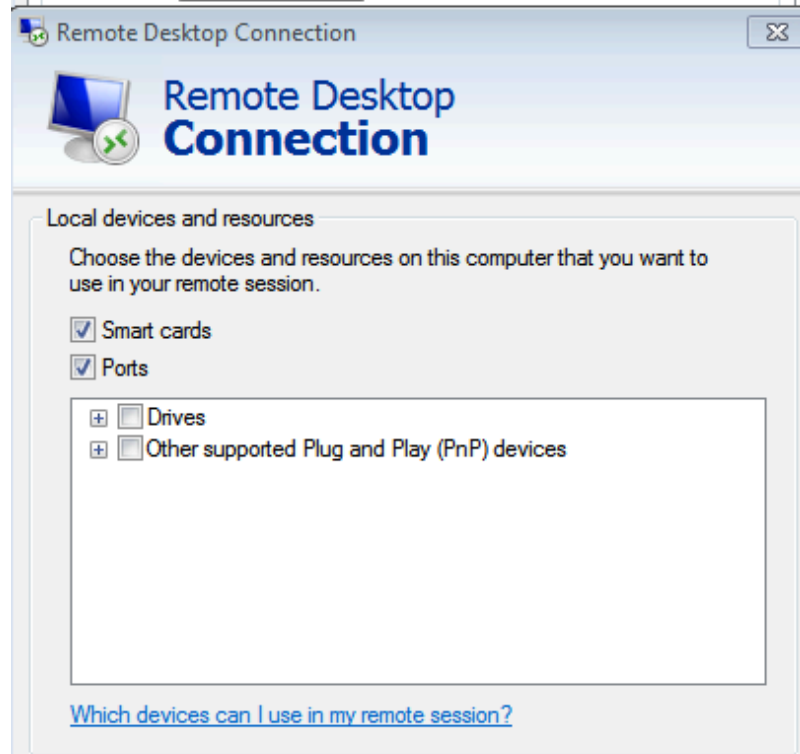 Remote Desktop Connection
Remote Desktop
Connection
Local devices and resources
Choose the devices and resources on this computer that you want to
use in your remote session.
Smart cards
Ports
Drives
Other supported Plug and Play (PnP) devices
Which devices can I use in my remote session?